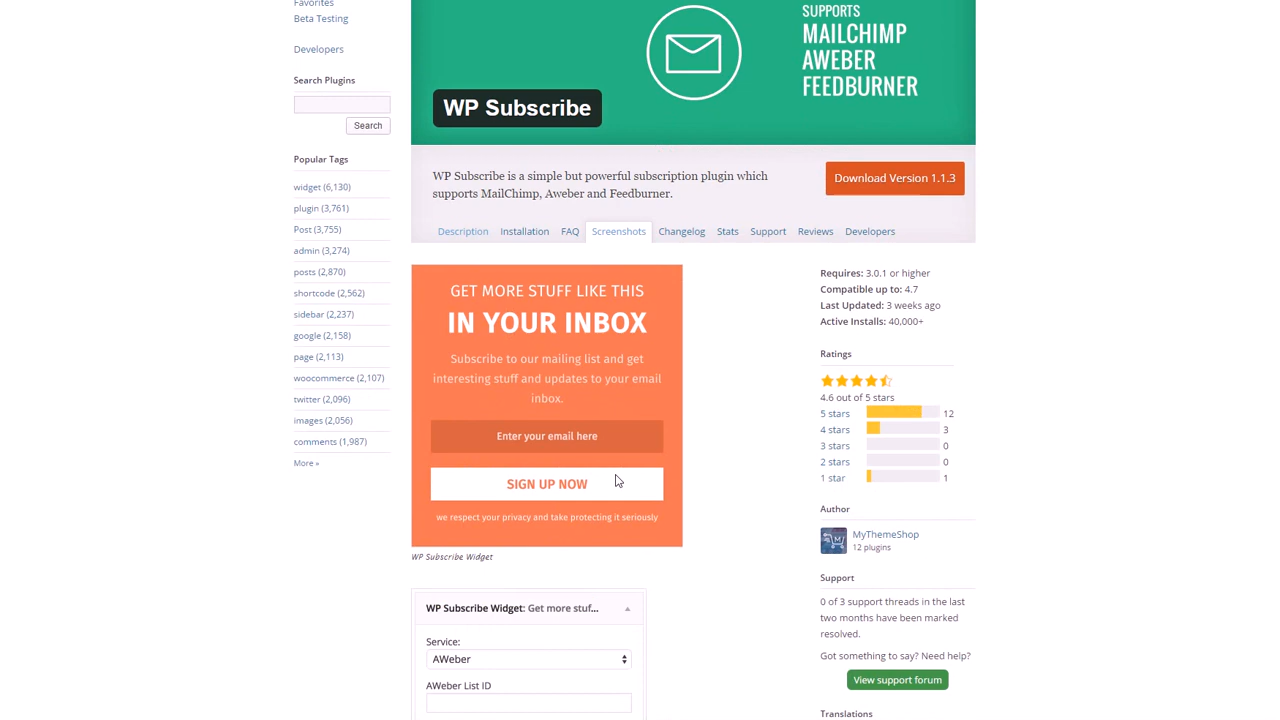 Favorites
Beta Testing
Developers
Search Plugins
Search
Popular Tags
widget (6,130)
plugin (3,761)
Post (3,755)
admin (3,274)
posts (2,870)
shortcode (2,562)
sidebar (2,237)
google (2,158)
page (2,113)
woocommerce (2,107)
twitter (2,096)
images (2,056)
comments (1,987)
More »
SUPPORTS
MAILCHIMP
AWEBER
FEEDBURNER
WP Subscribe
WP Subscribe is a simple but powerful subscription plugin which
supports MailChimp, Aweber and Feedburner.
Download Version 1.1.3
Description Installation FAQ Screenshots Changelog Stats Support Reviews Developers
GET MORE STUFF LIKE THIS
IN YOUR INBOX
Subscribe to our mailing list and get
interesting stuff and updates to your email
inbox.
Enter your email here
SIGN UP NOW
we respect your privacy and take protecting it seriously
WP Subscribe Widget
WP Subscribe Widget: Get more stuf...
Service:
AWeber
AWeber List ID
Requires: 3.0.1 or higher
Compatible up to: 4.7
Last Updated: 3 weeks ago
Active Installs: 40,000+
Ratings
4.6 out of 5 stars
5 stars 12
4 stars 3
3 stars 0
2 stars 0
1 star 1
Author
MyThemeShop
12 plugins
Support
0 of 3 support threads in the last
two months have been marked
resolved.
Got something to say? Need help?
View support forum
Translations